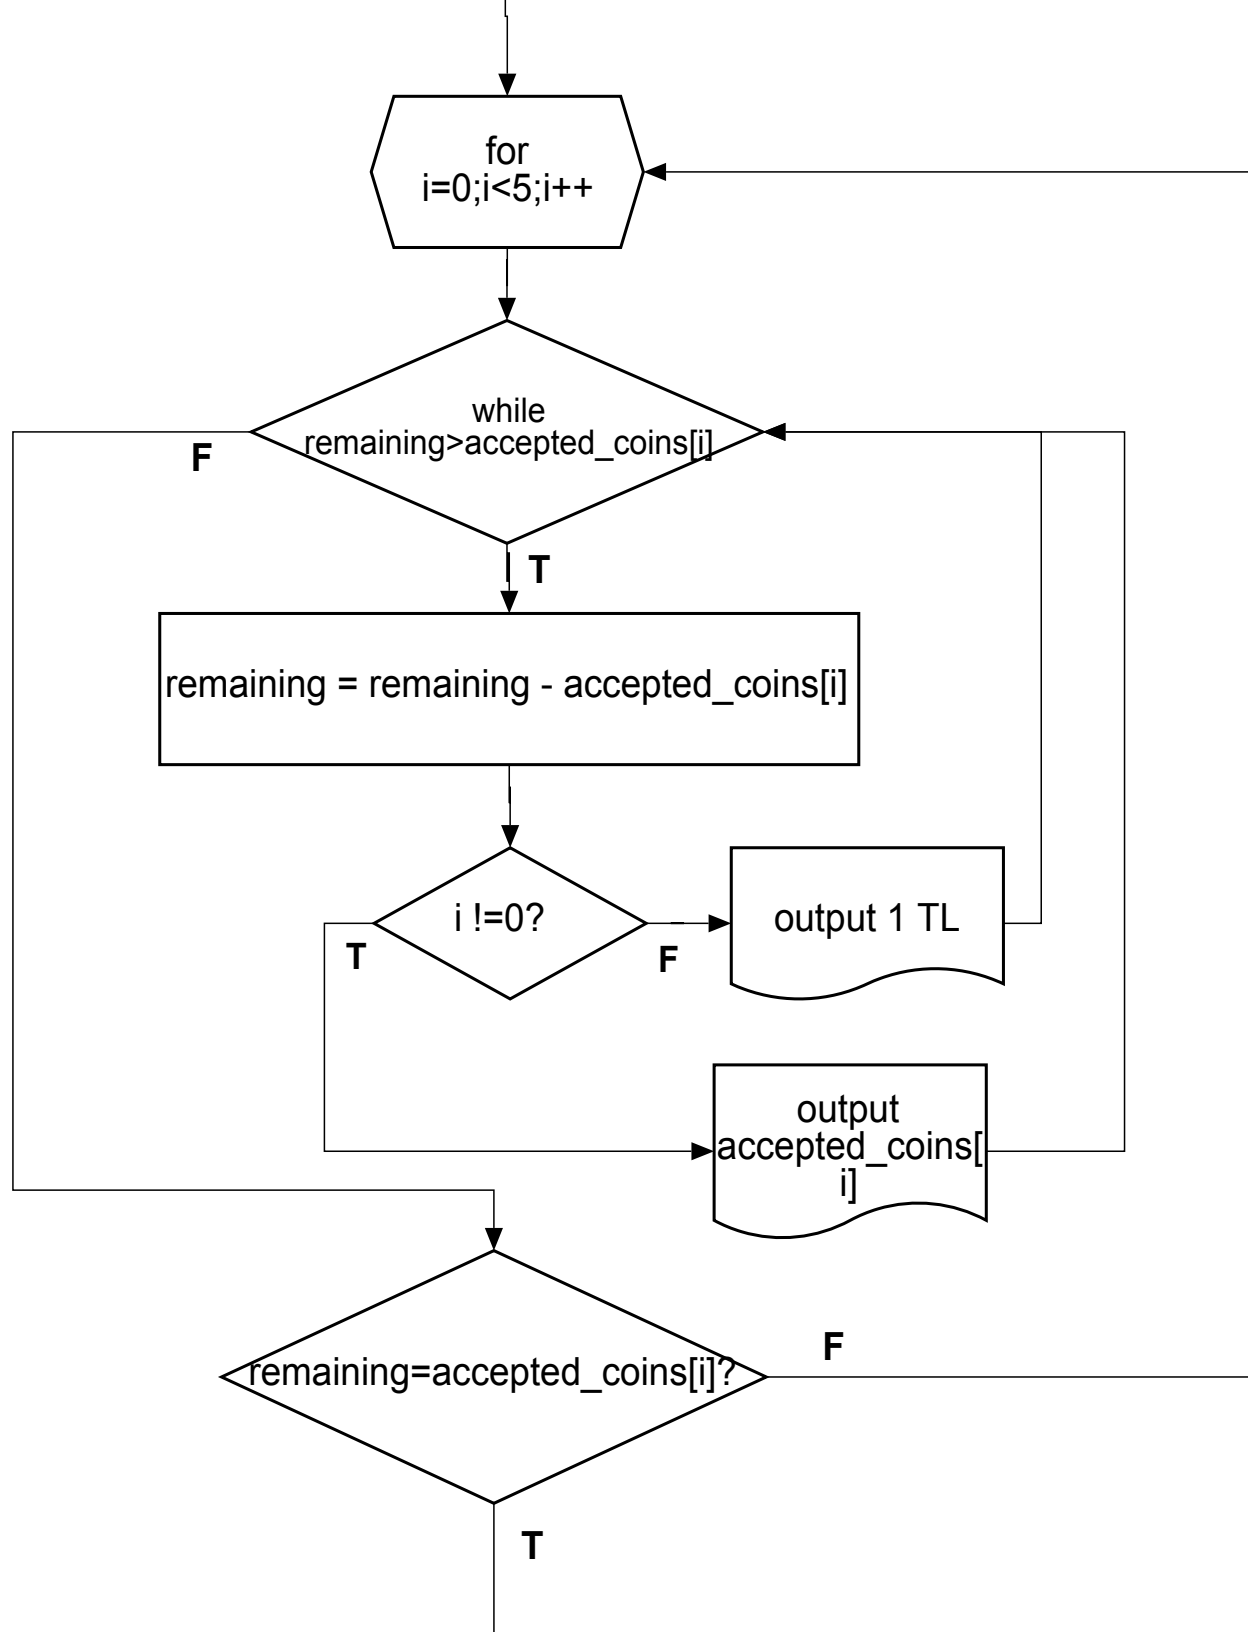 for
i=0;i<5;i++
while
remaining>accepted_coins[i]
F
T
remaining = remaining - accepted_coins[i]
i !=0?
output 1 TL
T
F
output
accepted_coins[
i]
remaining=accepted_coins[i]?
F
T